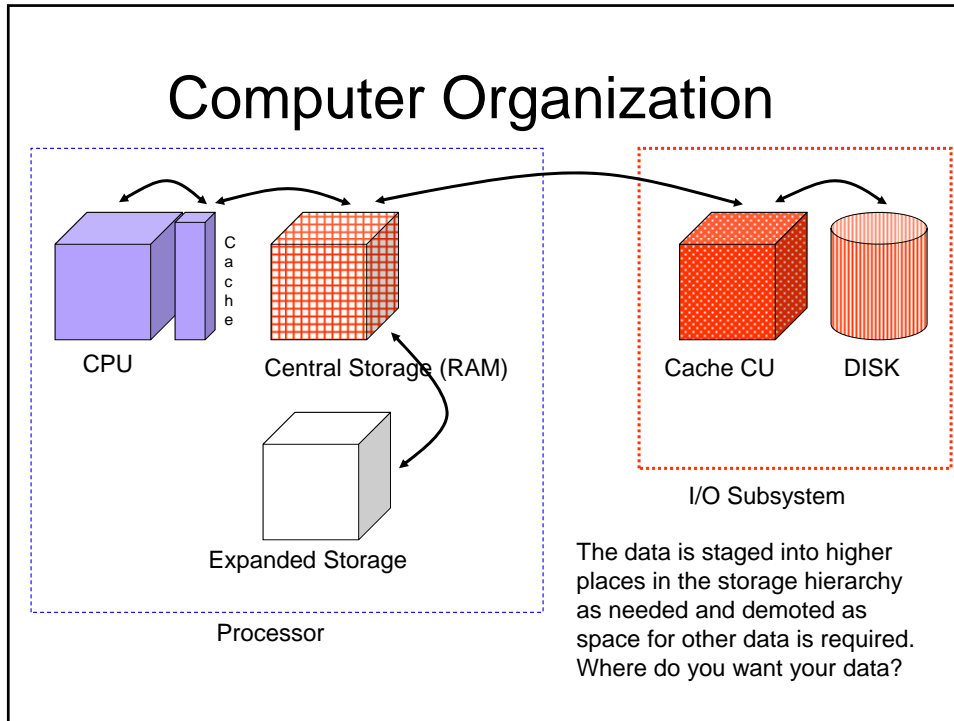 Computer Organization
Cache
CPU
Central Storage (RAM)
Cache CU
DISK
Expanded Storage
Processor
I/O Subsystem
The data is staged into higher
places in the storage hierarchy
as needed and demoted as
space for other data is required.
Where do you want your data?